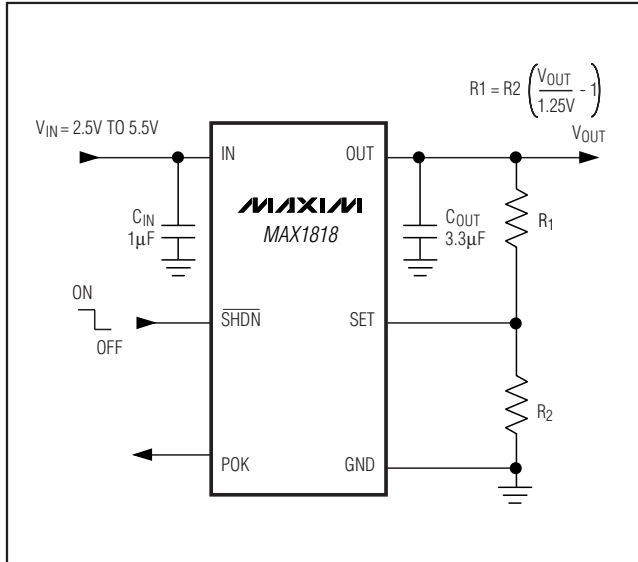 R1 = R2 (VOUT / 1.25V - 1)
VIN = 2.5V TO 5.5V
VOUT
IN
OUT
MAXIM
MAX1818
CIN
1μF
COUT
3.3μF
R1
ON
OFF
SHDN
SET
R2
POK
GND